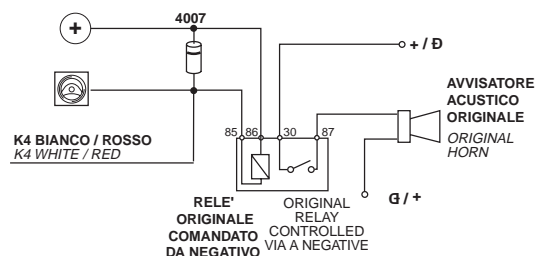 4007
+
+ / Đ
AVVISATORE
ACUSTICO
ORIGINALE
ORIGINAL
HORN
K4 BIANCO / ROSSO
K4 WHITE / RED
85 86 30 87
Đ / +
RELE'
ORIGINALE
COMANDATO
DA NEGATIVO
ORIGINAL
RELAY
CONTROLLED
VIA A NEGATIVE